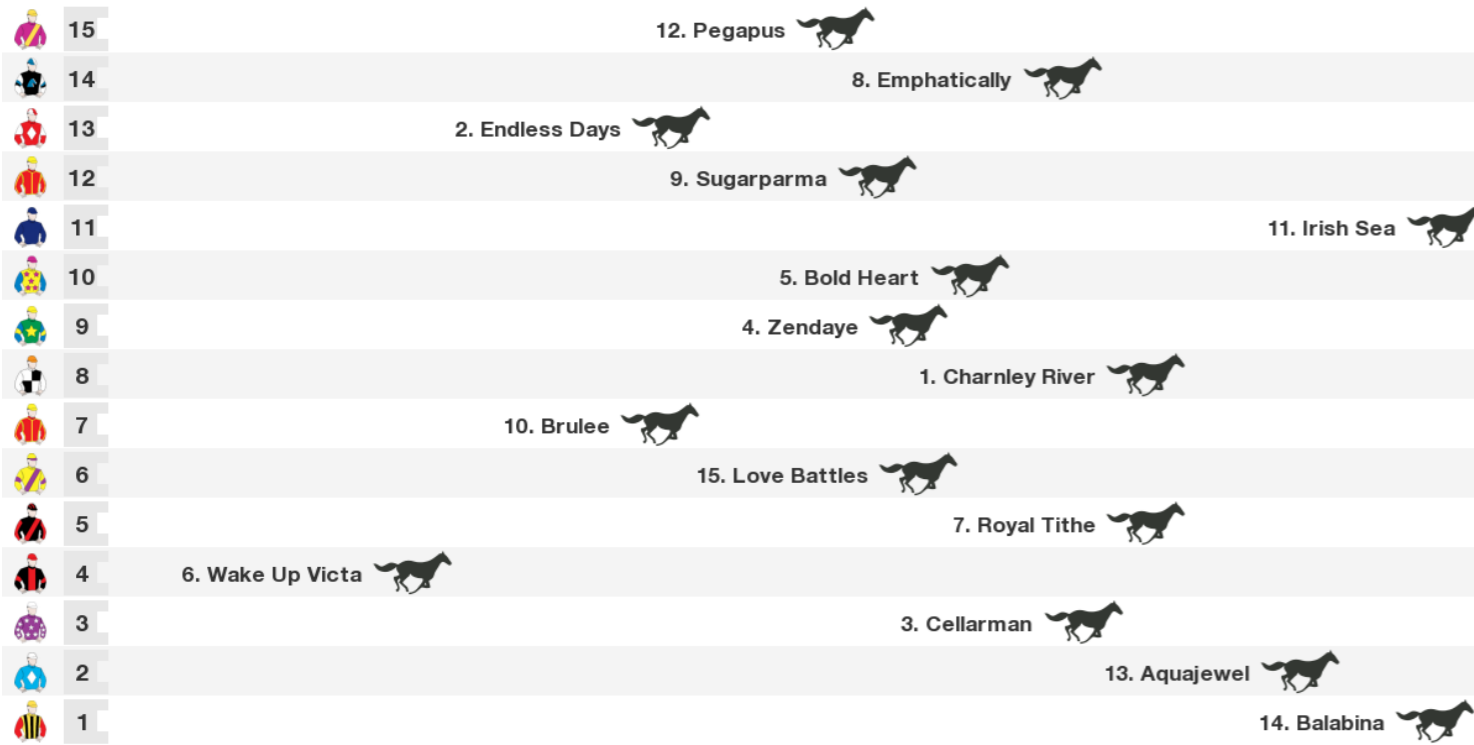 15 12. Pegapus
14 8. Emphatically
13 2. Endless Days
12 9. Sugarparma
11 11. Irish Sea
10 5. Bold Heart
9 4. Zendaye
8 1. Charnley River
7 10. Brulee
6 15. Love Battles
5 7. Royal Tithe
4 6. Wake Up Victa
3 3. Cellarman
2 13. Aquajewel
1 14. Balabina